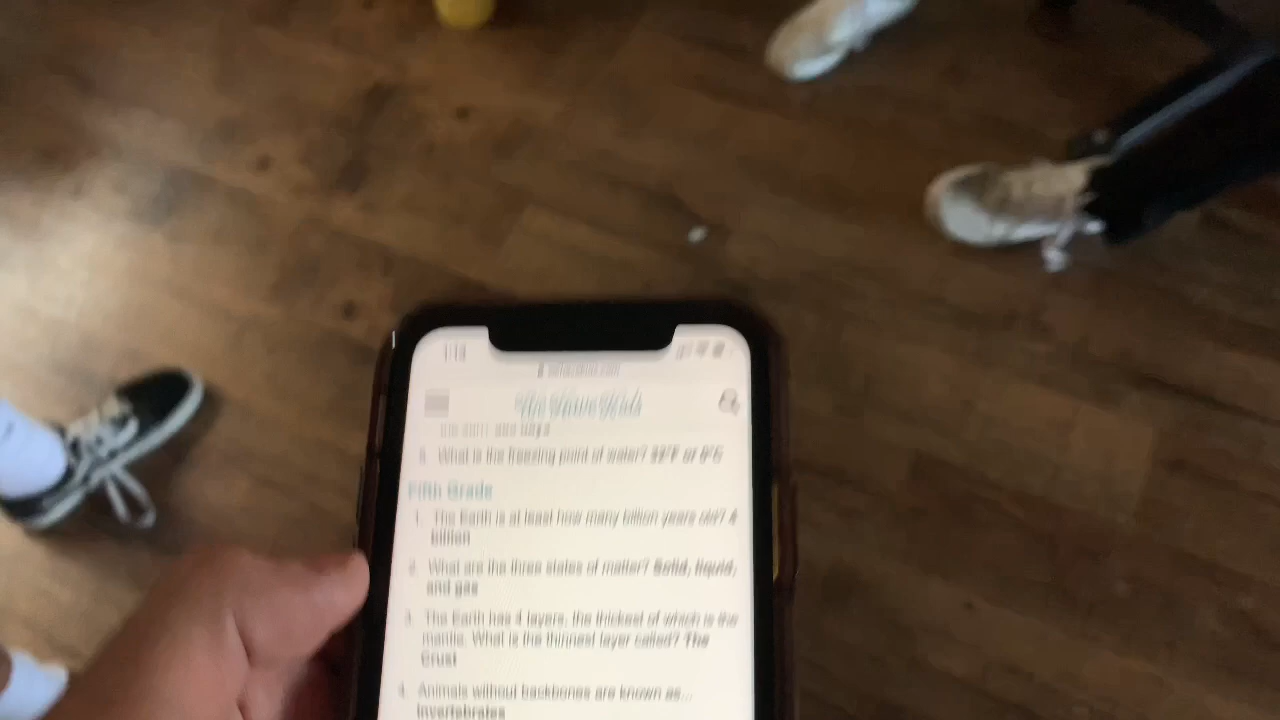 5. What is the freezing point of water? 32°F or 0°C
Fifth Grade
1. The Earth is at least how many billion years old? 4
billion
2. What are the three states of matter? Solid, liquid,
and gas
3. The Earth has 4 layers, the thickest of which is the
mantle. What is the thinnest layer called? The
Crust
4. Animals without backbones are known as...
invertebrates